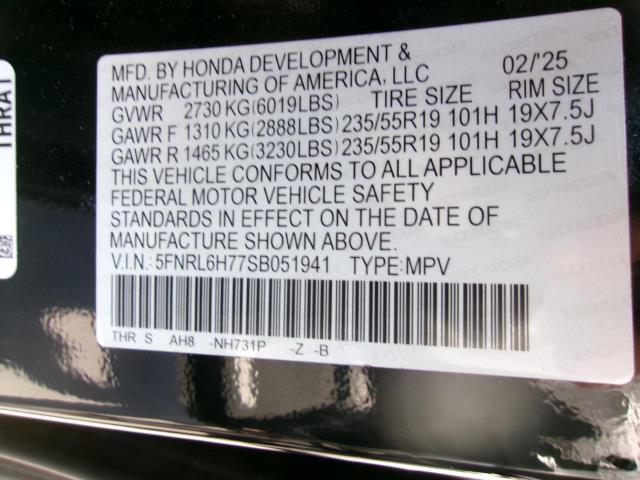 MFD. BY HONDA DEVELOPMENT &
MANUFACTURING OF AMERICA, LLC 02/'25
GVWR 2730 KG(6019LBS) TIRE SIZE RIM SIZE
GAWR F 1310 KG(2888LBS) 235/55R19 101H 19X7.5J
GAWR R 1465 KG(3230LBS) 235/55R19 101H 19X7.5J
THIS VEHICLE CONFORMS TO ALL APPLICABLE
FEDERAL MOTOR VEHICLE SAFETY
STANDARDS IN EFFECT ON THE DATE OF
MANUFACTURE SHOWN ABOVE.
V.I.N.: 5FNRL6H77SB051941 TYPE:MPV
THR S AH8 -NH731P -Z -B
THRA1